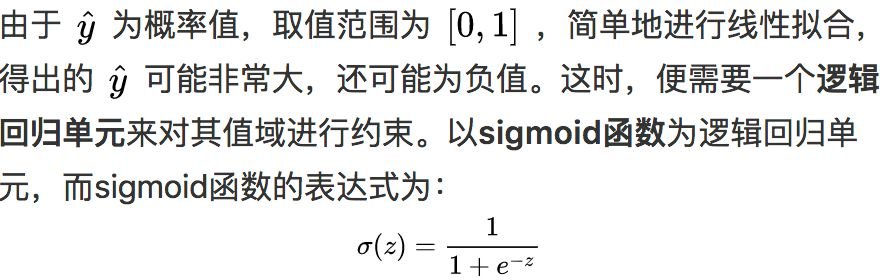 由于 ŷ 为概率值，取值范围为 [0,1] ，简单地进行线性拟合，
得出的 ŷ 可能非常大，还可能为负值。这时，便需要一个逻辑
回归单元来对其值域进行约束。以sigmoid函数为逻辑回归单
元，而sigmoid函数的表达式为：
σ(z) = 1 / (1 + e^{-z})